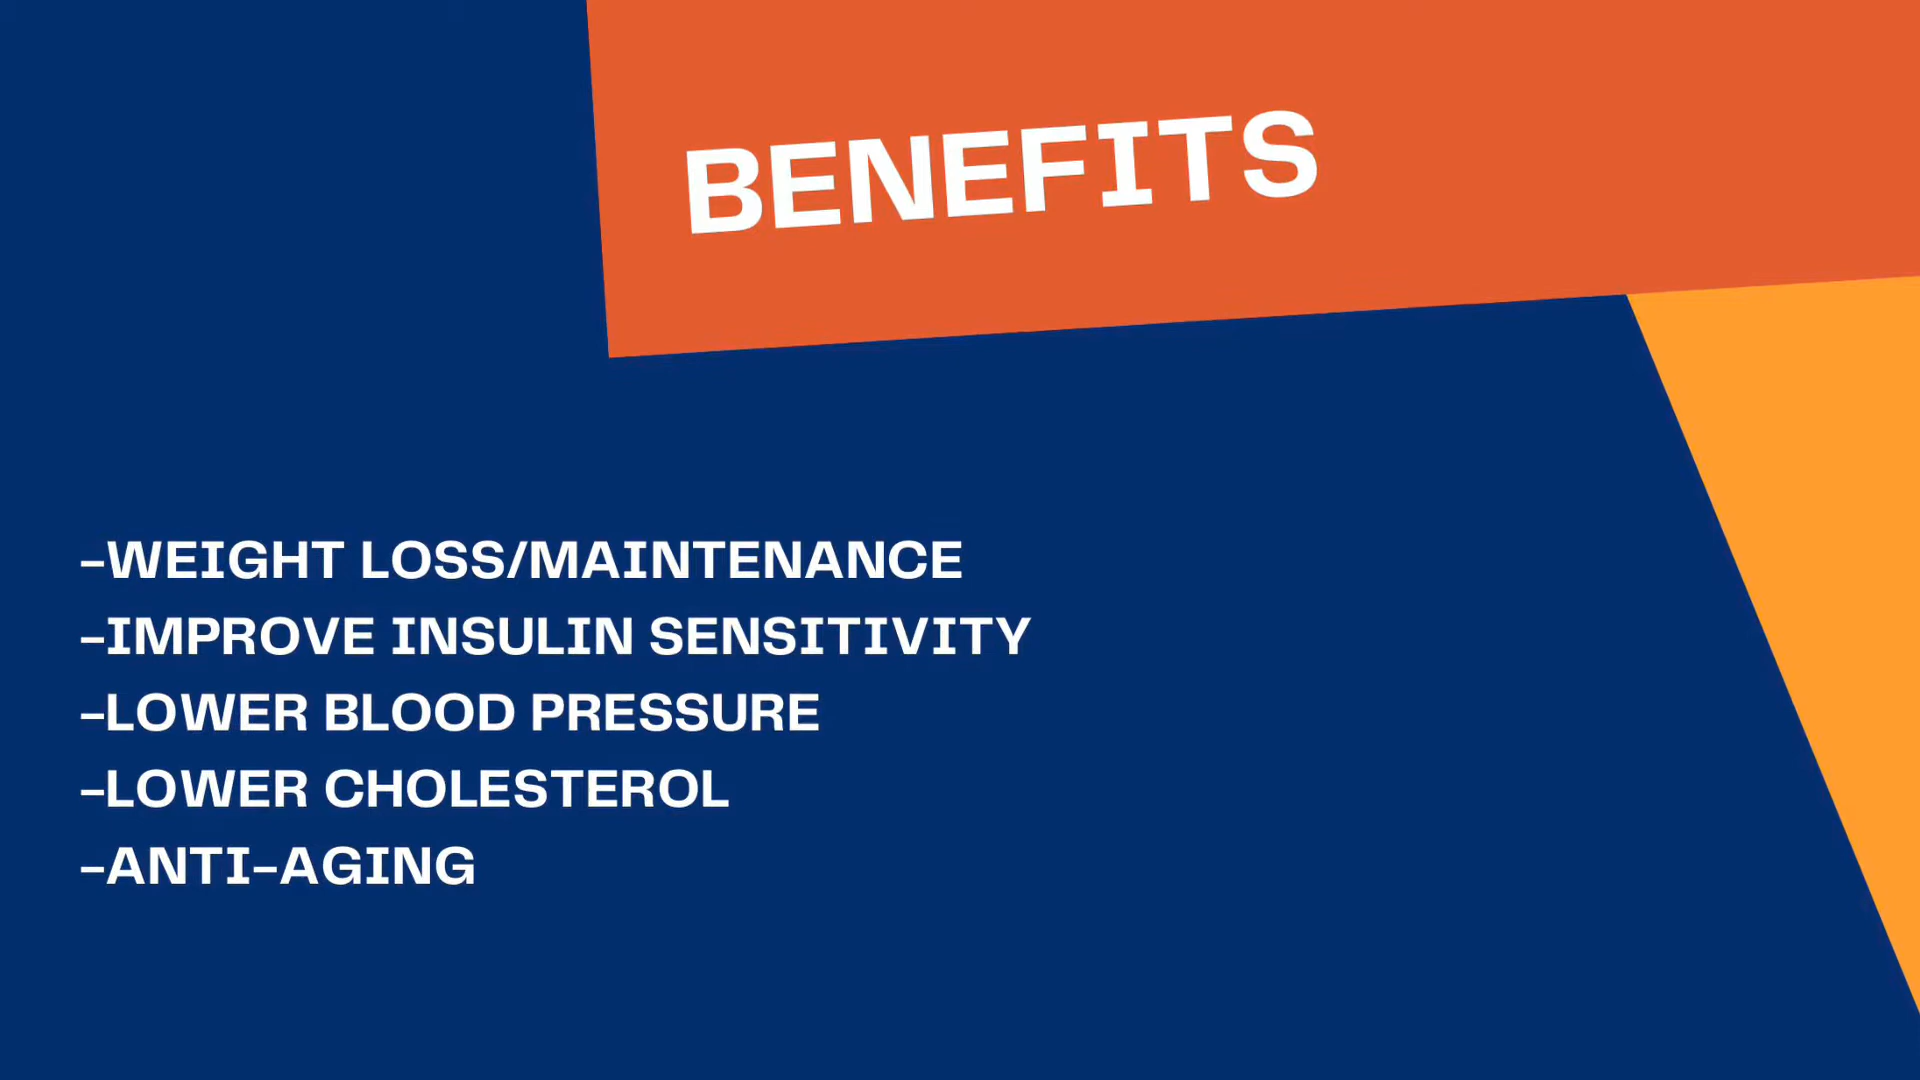 BENEFITS
-WEIGHT LOSS/MAINTENANCE
-IMPROVE INSULIN SENSITIVITY
-LOWER BLOOD PRESSURE
-LOWER CHOLESTEROL
-ANTI-AGING